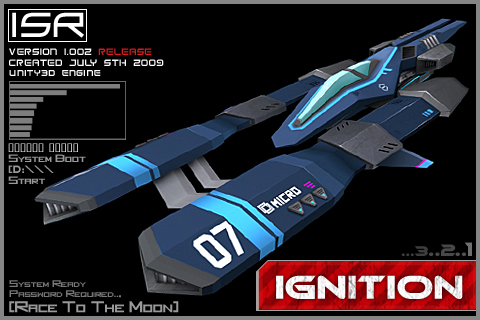 ISR
VERSION 1.002 RELEASE
CREATED JULY 5TH 2009
UNITY3D ENGINE
System Boot
[D:\\\
Start
MICRO
07
...3..2..1
IGNITION
System Ready
Password Required..,
[Race To The Moon]